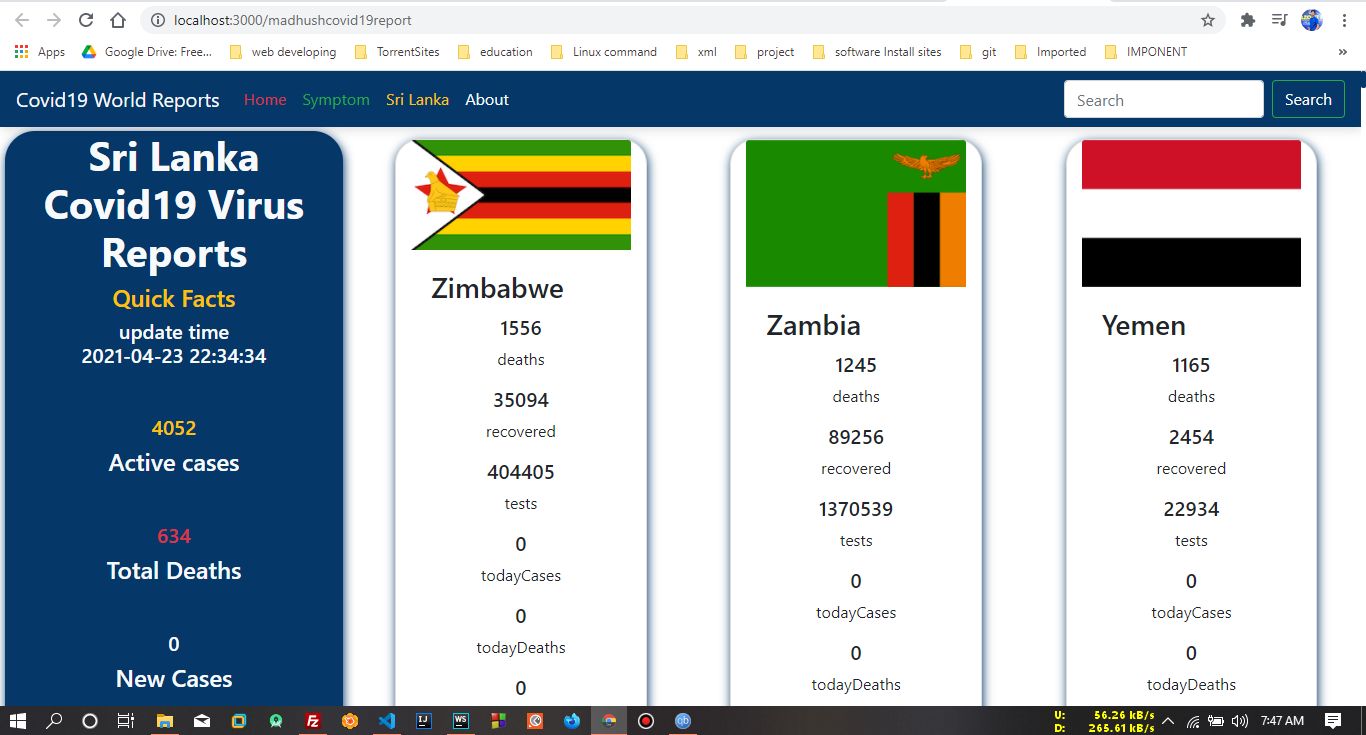 localhost:3000/madhushcovid19report
Apps Google Drive: Free... web developing TorrentSites education Linux command xml project software Install sites git Imported IMPONENT »
Covid19 World Reports Home Symptom Sri Lanka About Search Search
Sri Lanka
Covid19 Virus
Reports
Quick Facts
update time
2021-04-23 22:34:34
4052
Active cases
634
Total Deaths
0
New Cases
Zimbabwe
1556
deaths
35094
recovered
404405
tests
0
todayCases
0
todayDeaths
0
Zambia
1245
deaths
89256
recovered
1370539
tests
0
todayCases
0
todayDeaths
Yemen
1165
deaths
2454
recovered
22934
tests
0
todayCases
0
todayDeaths
Fz IJ WS qb
U: 56.26 kB/s
D: 265.61 kB/s
7:47 AM